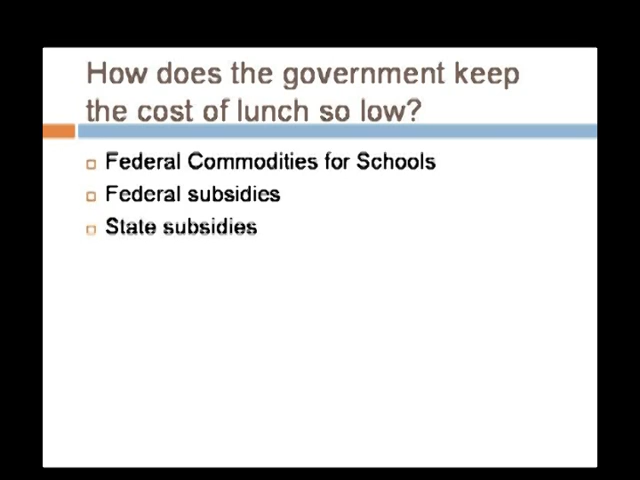 How does the government keep
the cost of lunch so low?
Federal Commodities for Schools
Federal subsidies
State subsidies